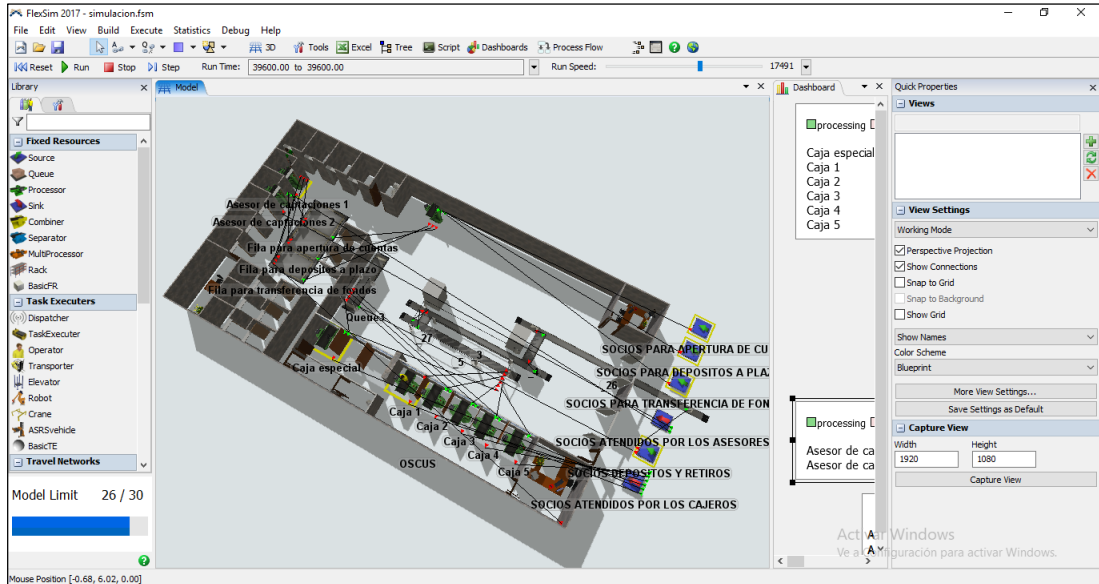 FlexSim 2017 - simulacion.fsm
File Edit View Build Execute Statistics Debug Help
3D Tools Excel Tree Script Dashboards Process Flow
Reset Run Stop Step Run Time: 39600.00 to 39600.00 Run Speed: 17491
Library
Fixed Resources
Source
Queue
Processor
Sink
Combiner
Separator
MultiProcessor
Rack
BasicFR
Task Executers
Dispatcher
TaskExecuter
Operator
Transporter
Elevator
Robot
Crane
ASRSvehicle
BasicTE
Travel Networks
Model Limit 26 / 30
Mouse Position [-0.68, 6.02, 0.00]
Model
Asesor de captaciones 1
Asesor de captaciones 2
Fila para apertura de cuentas
Fila para depositos a plazo
Fila para transferencia de fondos
Queue3
27
3
5
26
Caja especial
Caja 1
Caja 2
Caja 3
Caja 4
Caja 5
OSCUS
SOCIOS PARA APERTURA DE CU
SOCIOS PARA DEPOSITOS A PLAZ
SOCIOS PARA TRANSFERENCIA DE FON
SOCIOS ATENDIDOS POR LOS ASESORES
SOCIOS DEPOSITOS Y RETIROS
SOCIOS ATENDIDOS POR LOS CAJEROS
Dashboard
processing
Caja especial
Caja 1
Caja 2
Caja 3
Caja 4
Caja 5
processing
Asesor de ca
Asesor de ca
A
A
Quick Properties
Views
View Settings
Working Mode
Perspective Projection
Show Connections
Snap to Grid
Snap to Background
Show Grid
Show Names
Color Scheme
Blueprint
More View Settings...
Save Settings as Default
Capture View
Width Height
1920 1080
Capture View
Activar Windows
Ve a Configuración para activar Windows.